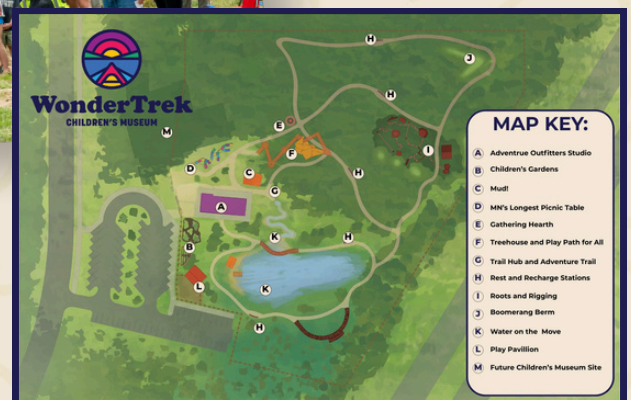 WonderTrek
CHILDREN'S MUSEUM
H
J
H
M
E
F
I
D
C
H
G
A
K
H
B
K
L
H
MAP KEY:
A Adventrue Outfitters Studio
B Children's Gardens
C Mud!
D MN's Longest Picnic Table
E Gathering Hearth
F Treehouse and Play Path for All
G Trail Hub and Adventure Trail
H Rest and Recharge Stations
I Roots and Rigging
J Boomerang Berm
K Water on the Move
L Play Pavillion
M Future Children's Museum Site